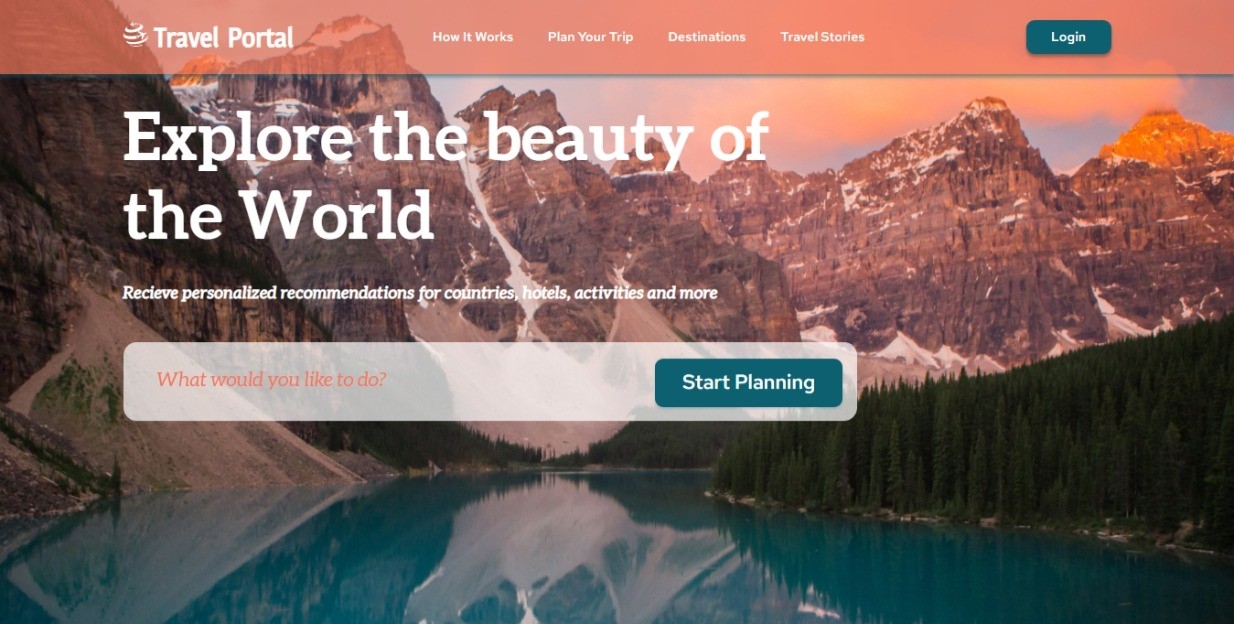 Travel Portal
How It Works
Plan Your Trip
Destinations
Travel Stories
Login
Explore the beauty of
the World
Recieve personalized recommendations for countries, hotels, activities and more
What would you like to do?
Start Planning